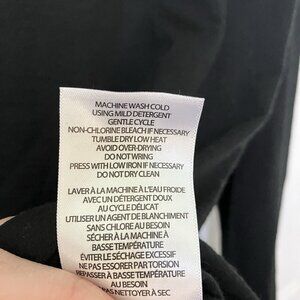 MACHINE WASH COLD
USING MILD DETERGENT
GENTLE CYCLE
NON-CHLORINE BLEACH IF NECESSARY
TUMBLE DRY LOW HEAT
AVOID OVER-DRYING
DO NOT WRING
PRESS WITH LOW IRON IF NECESSARY
DO NOT DRY CLEAN
LAVER À LA MACHINE À L'EAU FROIDE
AVEC UN DÉTERGENT DOUX
AU CYCLE DÉLICAT
UTILISER UN AGENT DE BLANCHIMENT
SANS CHLORE AU BESOIN
SÉCHER À LA MACHINE À
BASSE TEMPÉRATURE
ÉVITER LE SÉCHAGE EXCESSIF
NE PAS ESSORER PAR TORSION
REPASSER À BASSE TEMPÉRATURE
AU BESOIN
PAS NETTOYER À SEC